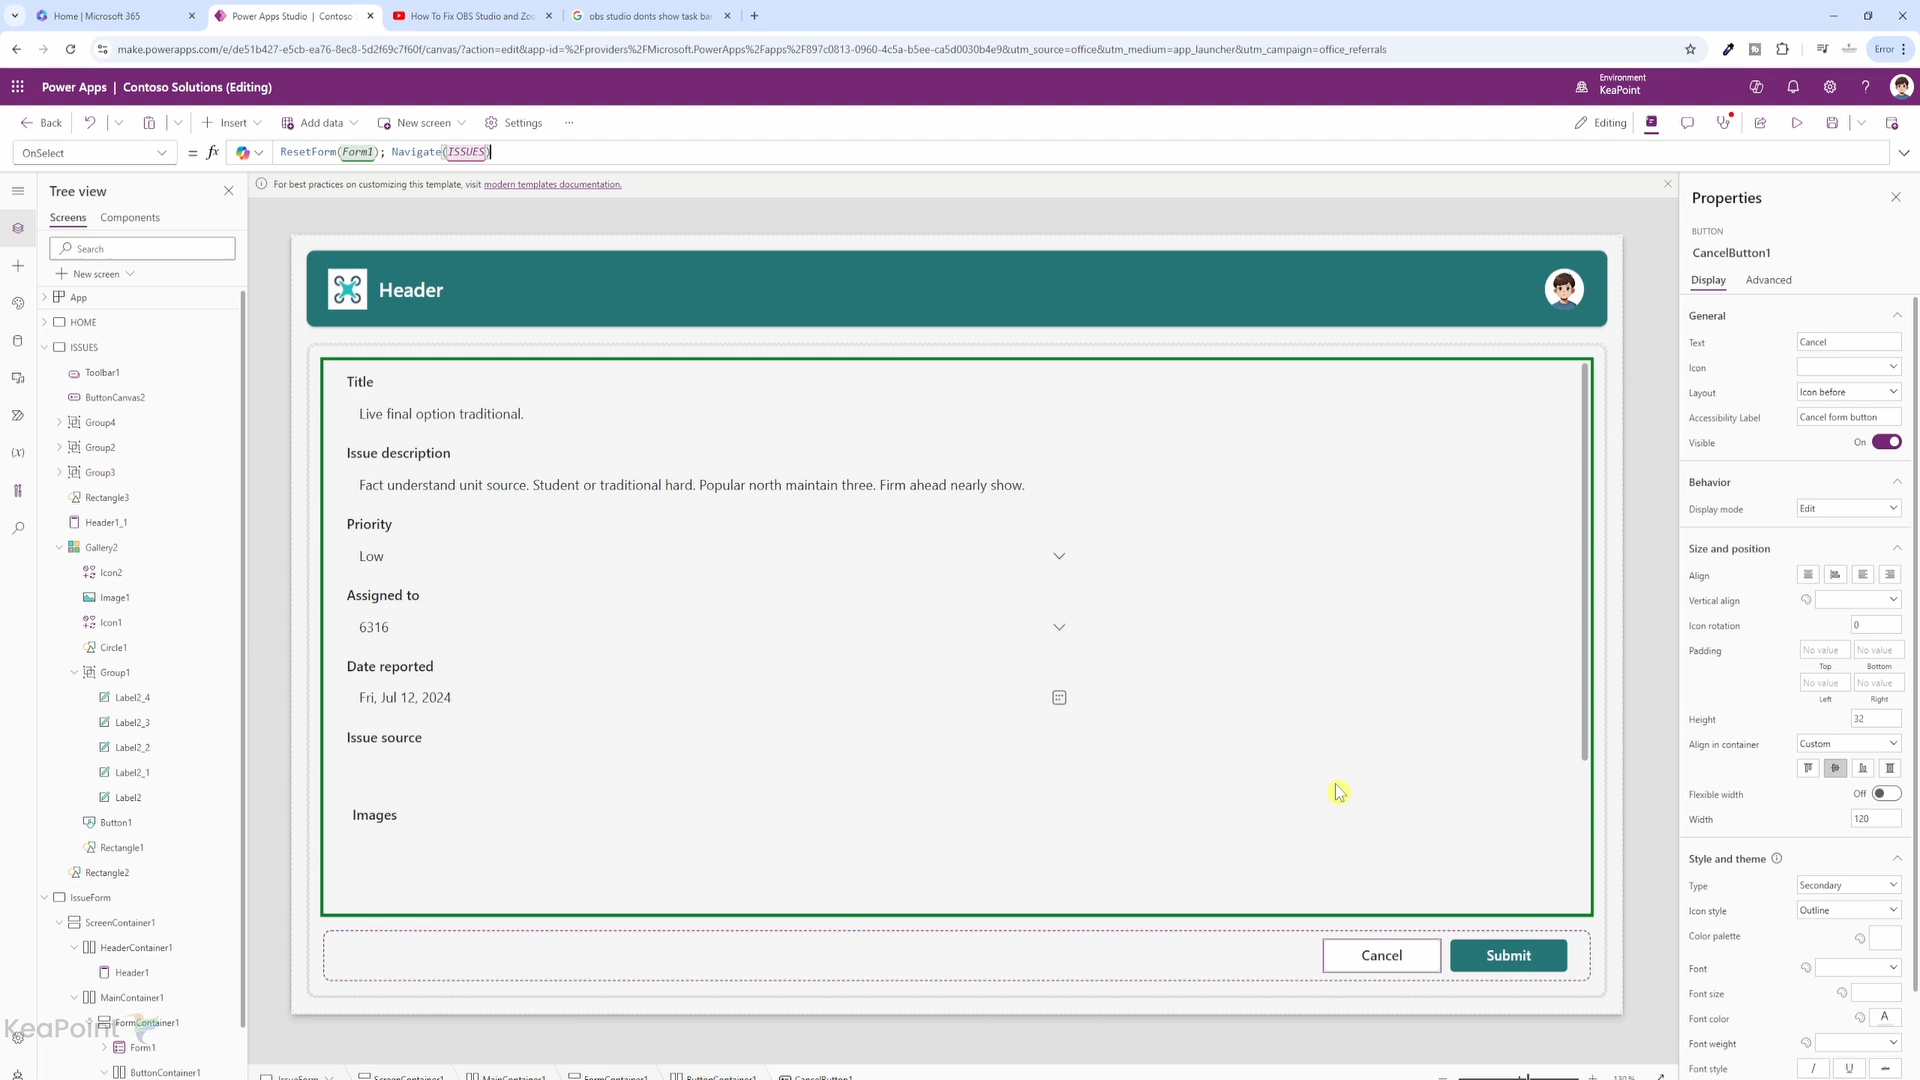 Home | Microsoft 365
Power Apps Studio | Contoso
How To Fix OBS Studio and Zoo
obs studio donts show task bar
make.powerapps.com/e/de51b427-e5cb-ea76-8ec8-5d2f69c7f60f/canvas/?action=edit&app-id=%2Fproviders%2FMicrosoft.PowerApps%2Fapps%2F897c0813-0960-4c5a-b5ee-ca5d0030b4e9&utm_source=office&utm_medium=app_launcher&utm_campaign=office_referrals
Error
Power Apps | Contoso Solutions (Editing)
Environment
KeaPoint
Back
Insert
Add data
New screen
Settings
Editing
OnSelect
= fx
ResetForm(Form1); Navigate(ISSUES)
Tree view
Screens
Components
Search
New screen
App
HOME
ISSUES
Toolbar1
ButtonCanvas2
Group4
Group2
Group3
Rectangle3
Header1_1
Gallery2
Icon2
Image1
Icon1
Circle1
Group1
Label2_4
Label2_3
Label2_2
Label2_1
Label2
Button1
Rectangle1
Rectangle2
IssueForm
ScreenContainer1
HeaderContainer1
Header1
MainContainer1
FormContainer1
Form1
ButtonContainer1
KeaPoint
For best practices on customizing this template, visit modern templates documentation.
Header
Title
Live final option traditional.
Issue description
Fact understand unit source. Student or traditional hard. Popular north maintain three. Firm ahead nearly show.
Priority
Low
Assigned to
6316
Date reported
Fri, Jul 12, 2024
Issue source
Images
Cancel
Submit
IssueForm
ScreenContainer1
MainContainer1
FormContainer1
ButtonContainer1
CancelButton1
130 %
Properties
BUTTON
CancelButton1
Display
Advanced
General
Text
Cancel
Icon
Layout
Icon before
Accessibility Label
Cancel form button
Visible
On
Behavior
Display mode
Edit
Size and position
Align
Vertical align
Icon rotation
0
Padding
No value
No value
Top
Bottom
No value
No value
Left
Right
Height
32
Align in container
Custom
Flexible width
Off
Width
120
Style and theme
Type
Secondary
Icon style
Outline
Color palette
Font
Font size
Font color
A
Font weight
Font style